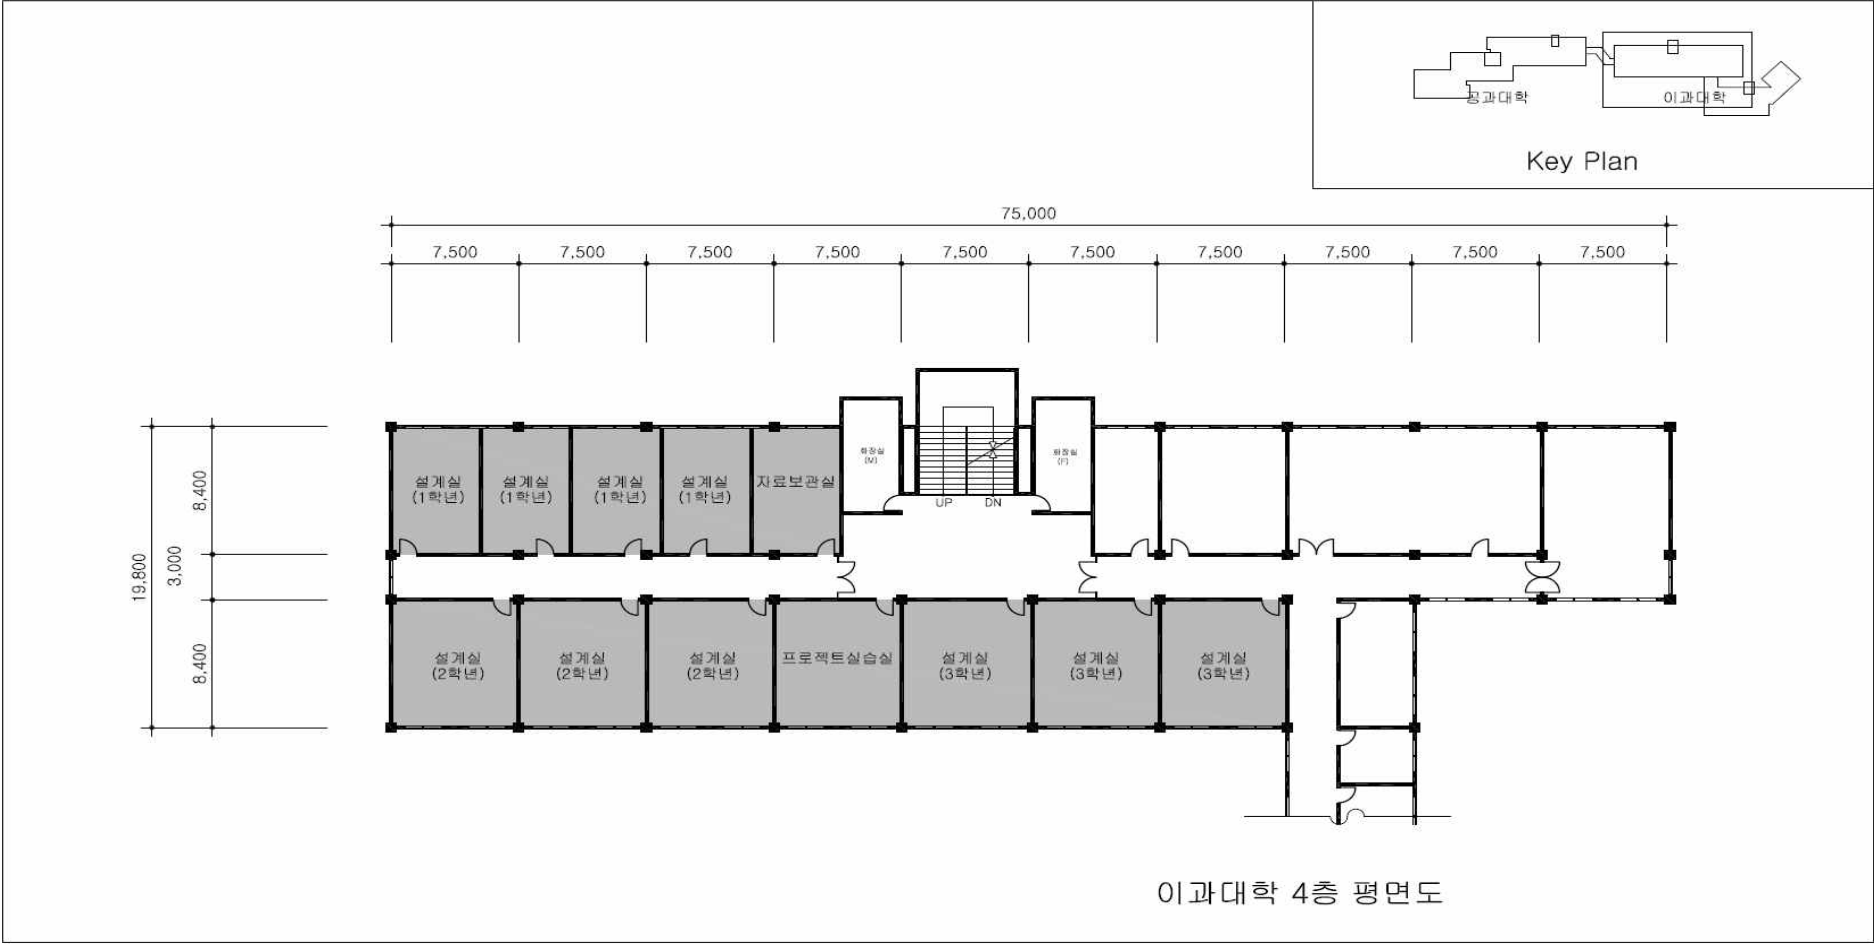 공과대학
이과대학
Key Plan
75,000
7,500
7,500
7,500
7,500
7,500
7,500
7,500
7,500
7,500
7,500
19,800
8,400
3,000
8,400
설계실
(1학년)
설계실
(1학년)
설계실
(1학년)
설계실
(1학년)
자료보관실
화장실
(M)
UP
DN
화장실
(F)
설계실
(2학년)
설계실
(2학년)
설계실
(2학년)
프로젝트실습실
설계실
(3학년)
설계실
(3학년)
설계실
(3학년)
이과대학 4층 평면도